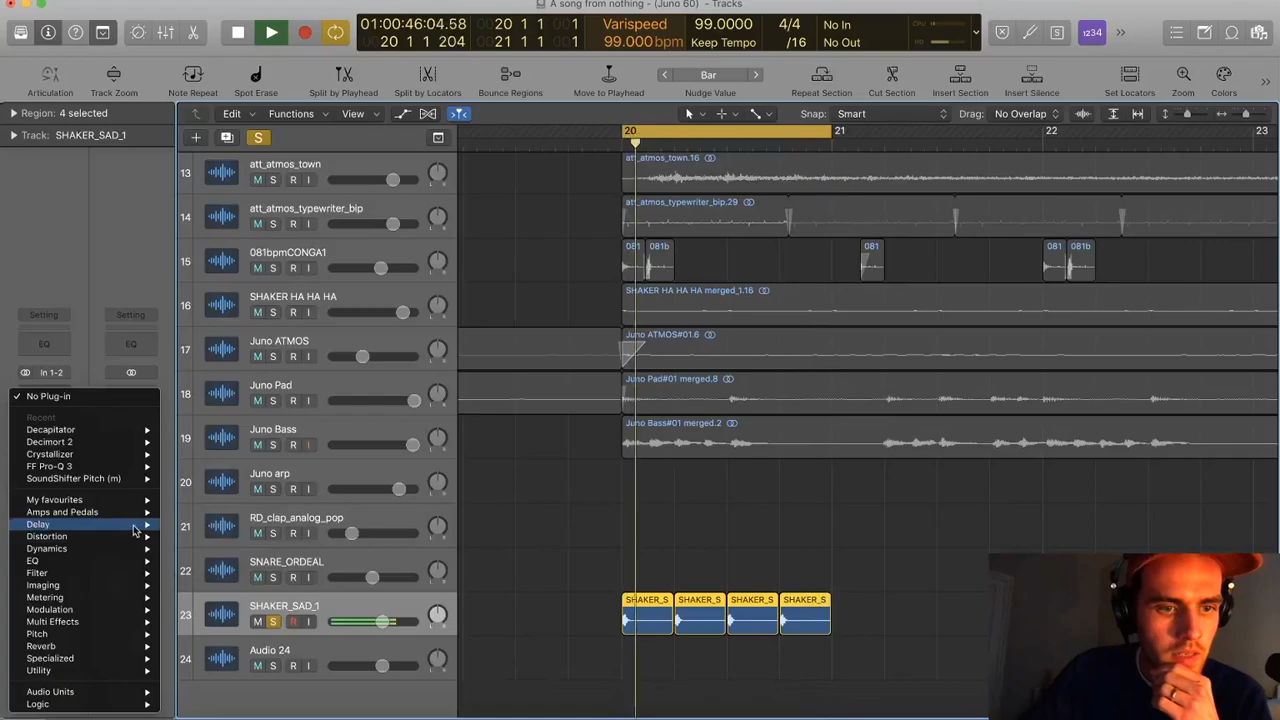 A song from nothing - (Juno 60) - Tracks
01:00:46:04.58
20 1 1 204
20 1 1 1
21 1 1 1
Varispeed
99.000bpm
99.0000
Keep Tempo
4/4
/16
No In
No Out
CPU
HD
1234
Articulation
Track Zoom
Note Repeat
Spot Erase
Split by Playhead
Split by Locators
Bounce Regions
Move to Playhead
Bar
Nudge Value
Repeat Section
Cut Section
Insert Section
Insert Silence
Set Locators
Zoom
Colors
Region: 4 selected
Edit
Functions
View
Snap: Smart
Drag: No Overlap
Track: SHAKER_SAD_1
S
20
21
22
23
13
att_atmos_town
M S R I
att_atmos_town.16
14
att_atmos_typewriter_bip
M S R I
att_atmos_typewriter_bip.29
15
081bpmCONGA1
M S R I
081
081b
081
081
081b
16
SHAKER HA HA HA
M S R I
SHAKER HA HA HA merged_1.16
17
Juno ATMOS
M S R I
Juno ATMOS#01.6
18
Juno Pad
M S R I
Juno Pad#01 merged.8
19
Juno Bass
M S R I
Juno Bass#01 merged.2
20
Juno arp
M S R I
21
RD_clap_analog_pop
M S R I
22
SNARE_ORDEAL
M S R I
23
SHAKER_SAD_1
M S R I
SHAKER_S
SHAKER_S
SHAKER_S
SHAKER_S
24
Audio 24
M S R I
Setting
Setting
EQ
EQ
In 1-2
No Plug-in
Recent
Decapitator
Decimort 2
Crystallizer
FF Pro-Q 3
SoundShifter Pitch (m)
My favourites
Amps and Pedals
Delay
Distortion
Dynamics
EQ
Filter
Imaging
Metering
Modulation
Multi Effects
Pitch
Reverb
Specialized
Utility
Audio Units
Logic